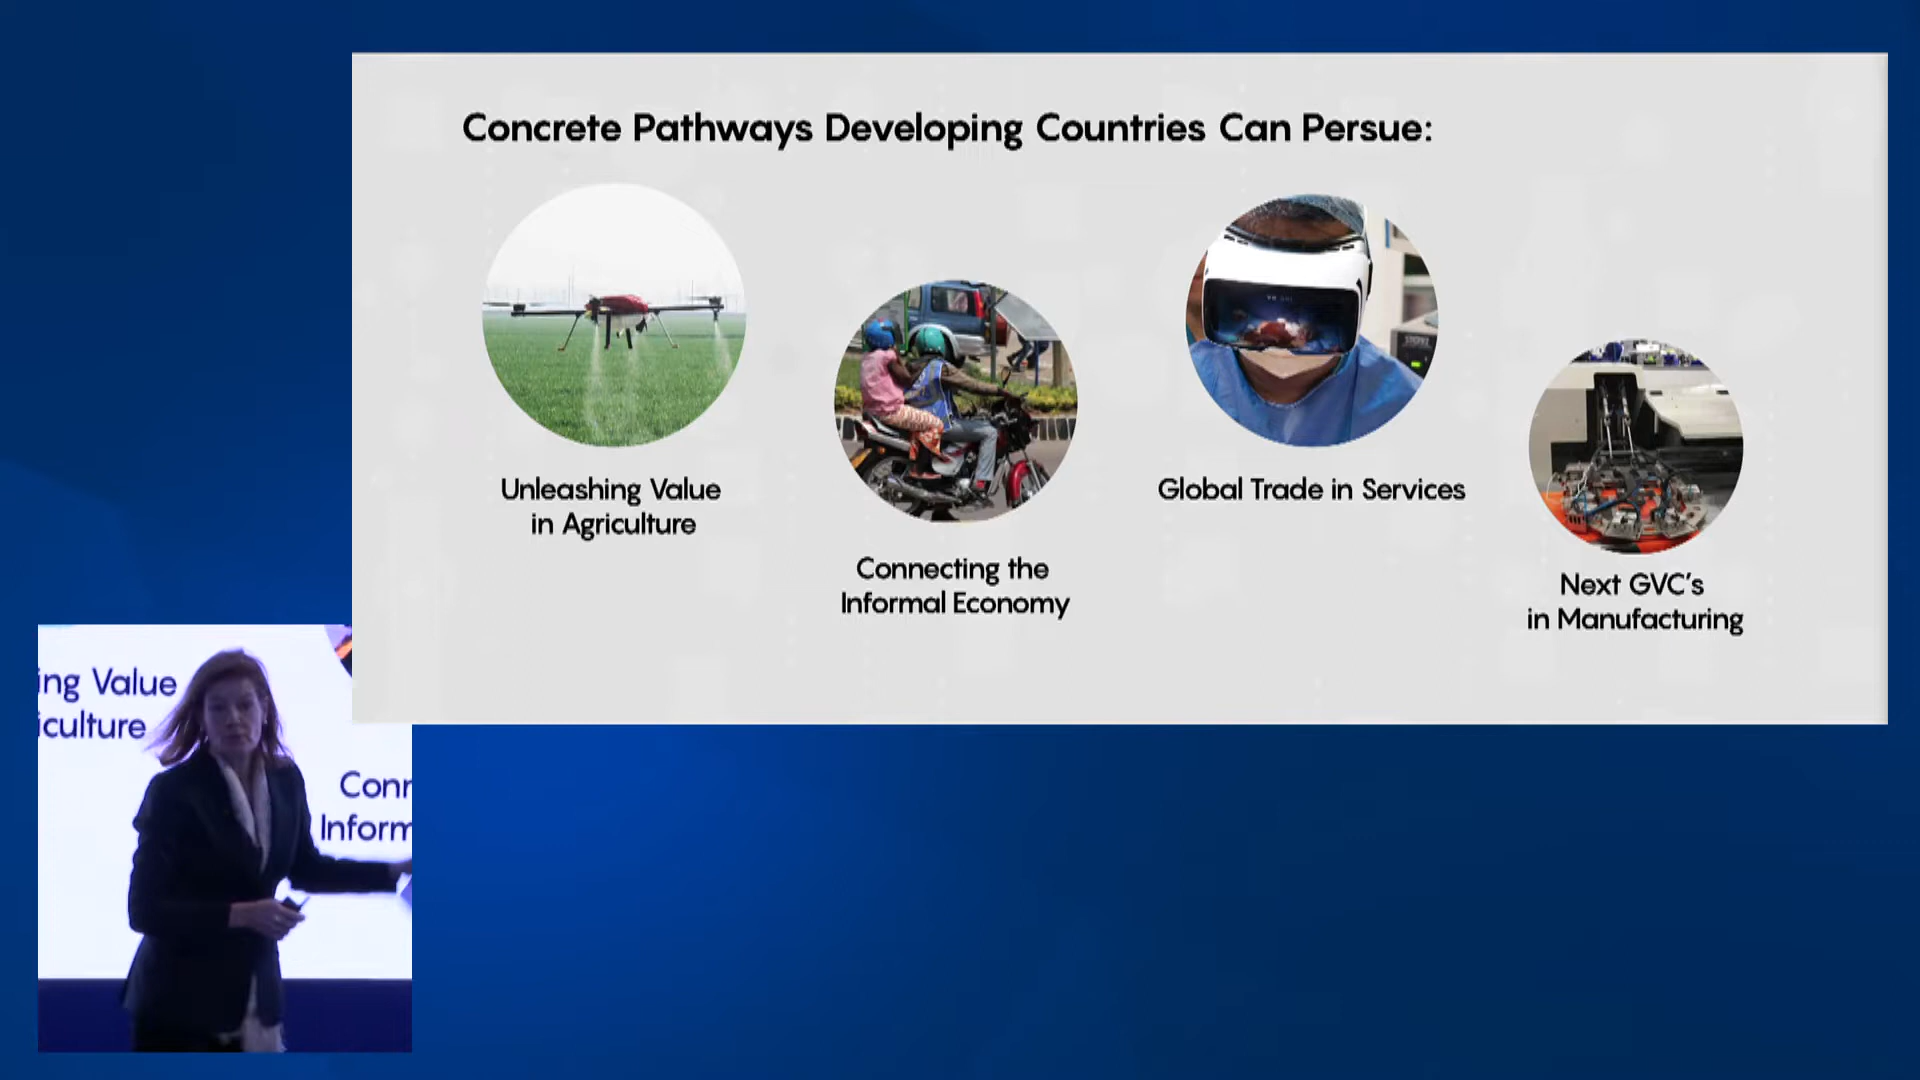 Concrete Pathways Developing Countries Can Persue:
Unleashing Value
in Agriculture
Connecting the
Informal Economy
Global Trade in Services
Next GVC's
in Manufacturing
ing Value
iculture
Conr
Inform